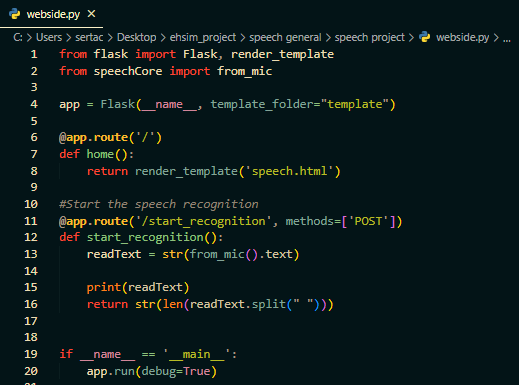 webside.py ×
C: > Users > sertac > Desktop > ehsim_project > speech general > speech project > webside.py > ...
1 from flask import Flask, render_template
2 from speechCore import from_mic
3
4 app = Flask(__name__, template_folder="template")
5
6 @app.route('/')
7 def home():
8     return render_template('speech.html')
9
10 #Start the speech recognition
11 @app.route('/start_recognition', methods=['POST'])
12 def start_recognition():
13     readText = str(from_mic().text)
14
15     print(readText)
16     return str(len(readText.split(" ")))
17
18
19 if __name__ == '__main__':
20     app.run(debug=True)